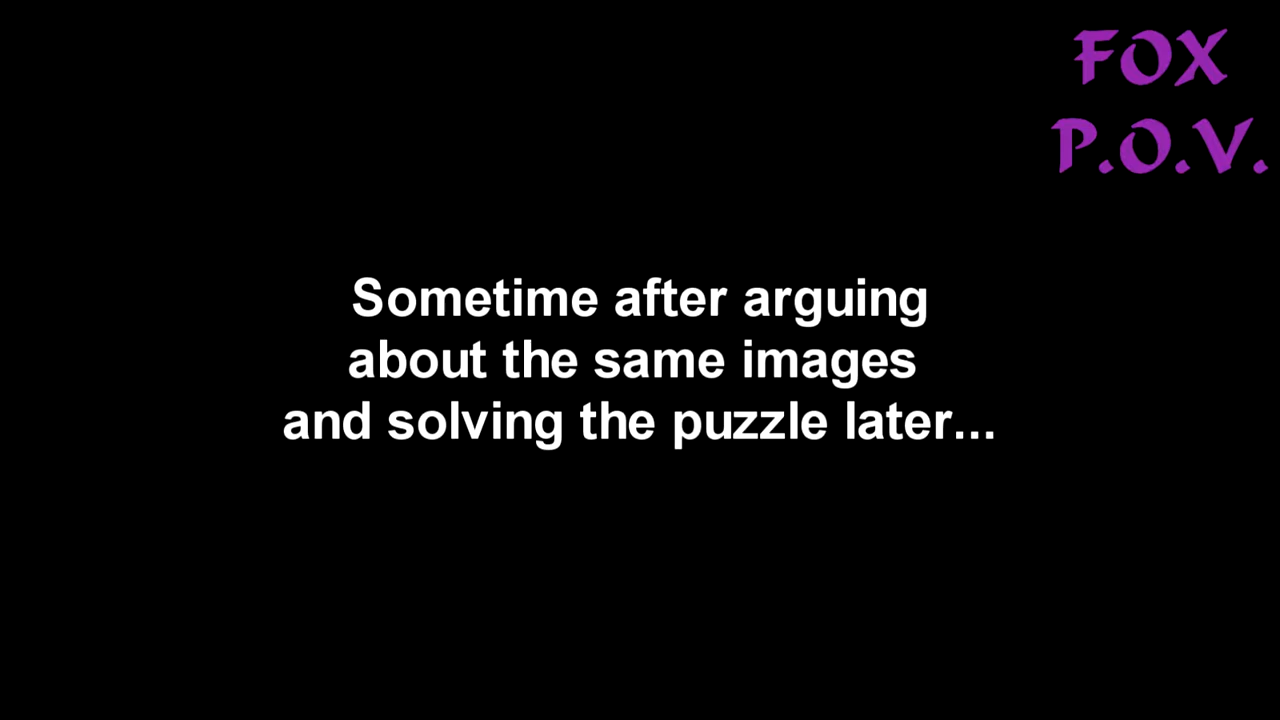 FOX
P.O.V.
Sometime after arguing
about the same images
and solving the puzzle later...